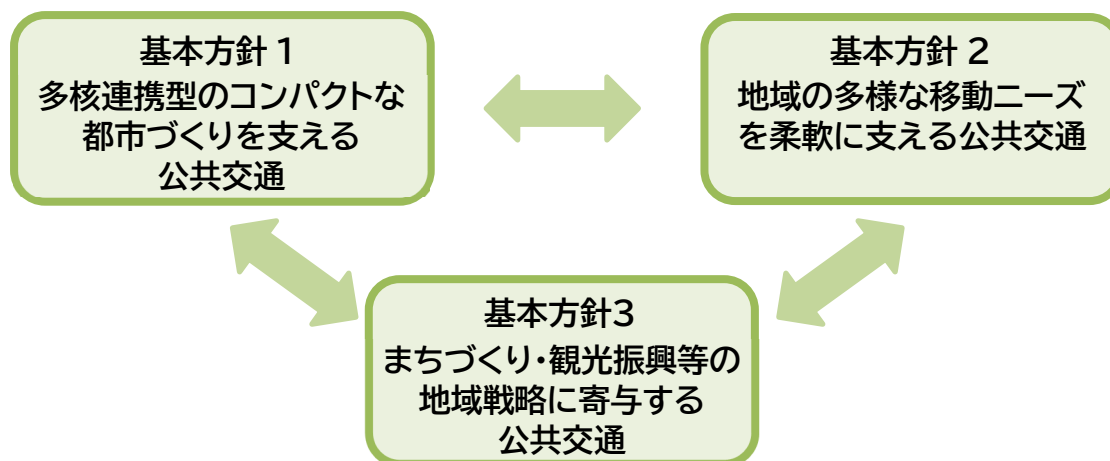 基本方針 1
多核連携型のコンパクトな
都市づくりを支える
公共交通
基本方針 2
地域の多様な移動ニーズ
を柔軟に支える公共交通
基本方針3
まちづくり・観光振興等の
地域戦略に寄与する
公共交通